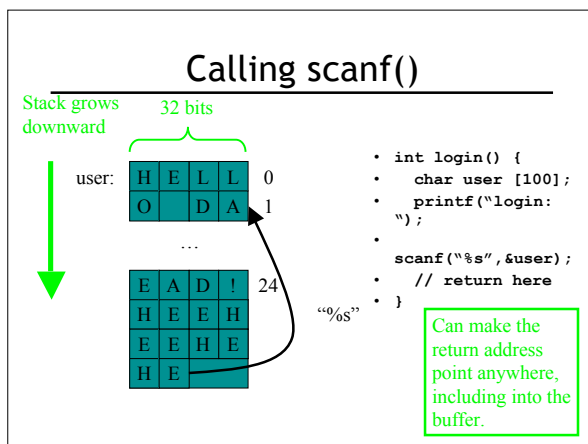 Calling scanf()
Stack grows
downward
32 bits
user:
H E L L 0
O D A 1
…
E A D ! 24
H E E H
E E H E
H E
“%s”
• int login() {
• char user [100];
• printf(“login:
“);
•
scanf(“%s”,&user);
• // return here
• }
Can make the
return address
point anywhere,
including into the
buffer.